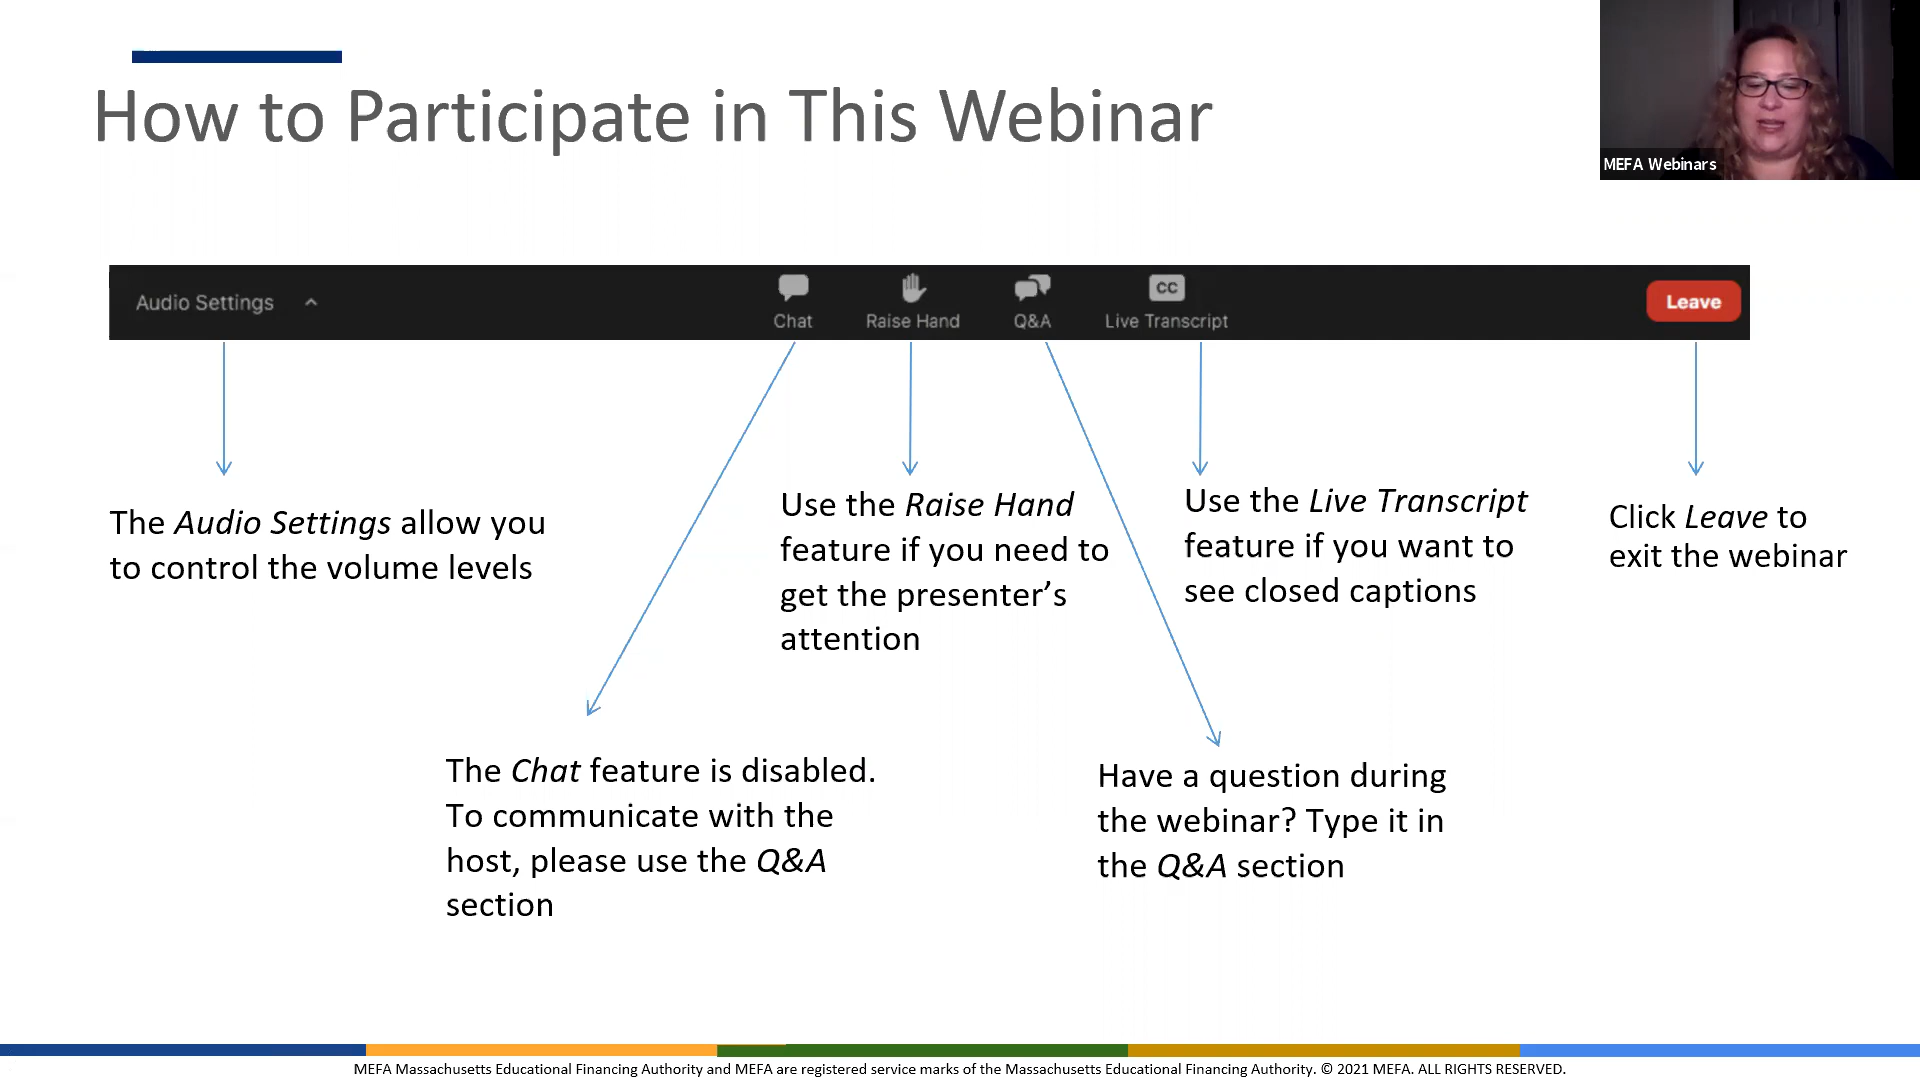 How to Participate in This Webinar
MEFA Webinars
Audio Settings
Chat
Raise Hand
Q&A
CC
Live Transcript
Leave
The Audio Settings allow you
to control the volume levels
Use the Raise Hand
feature if you need to
get the presenter’s
attention
Use the Live Transcript
feature if you want to
see closed captions
Click Leave to
exit the webinar
The Chat feature is disabled.
To communicate with the
host, please use the Q&A
section
Have a question during
the webinar? Type it in
the Q&A section
MEFA Massachusetts Educational Financing Authority and MEFA are registered service marks of the Massachusetts Educational Financing Authority. © 2021 MEFA. ALL RIGHTS RESERVED.